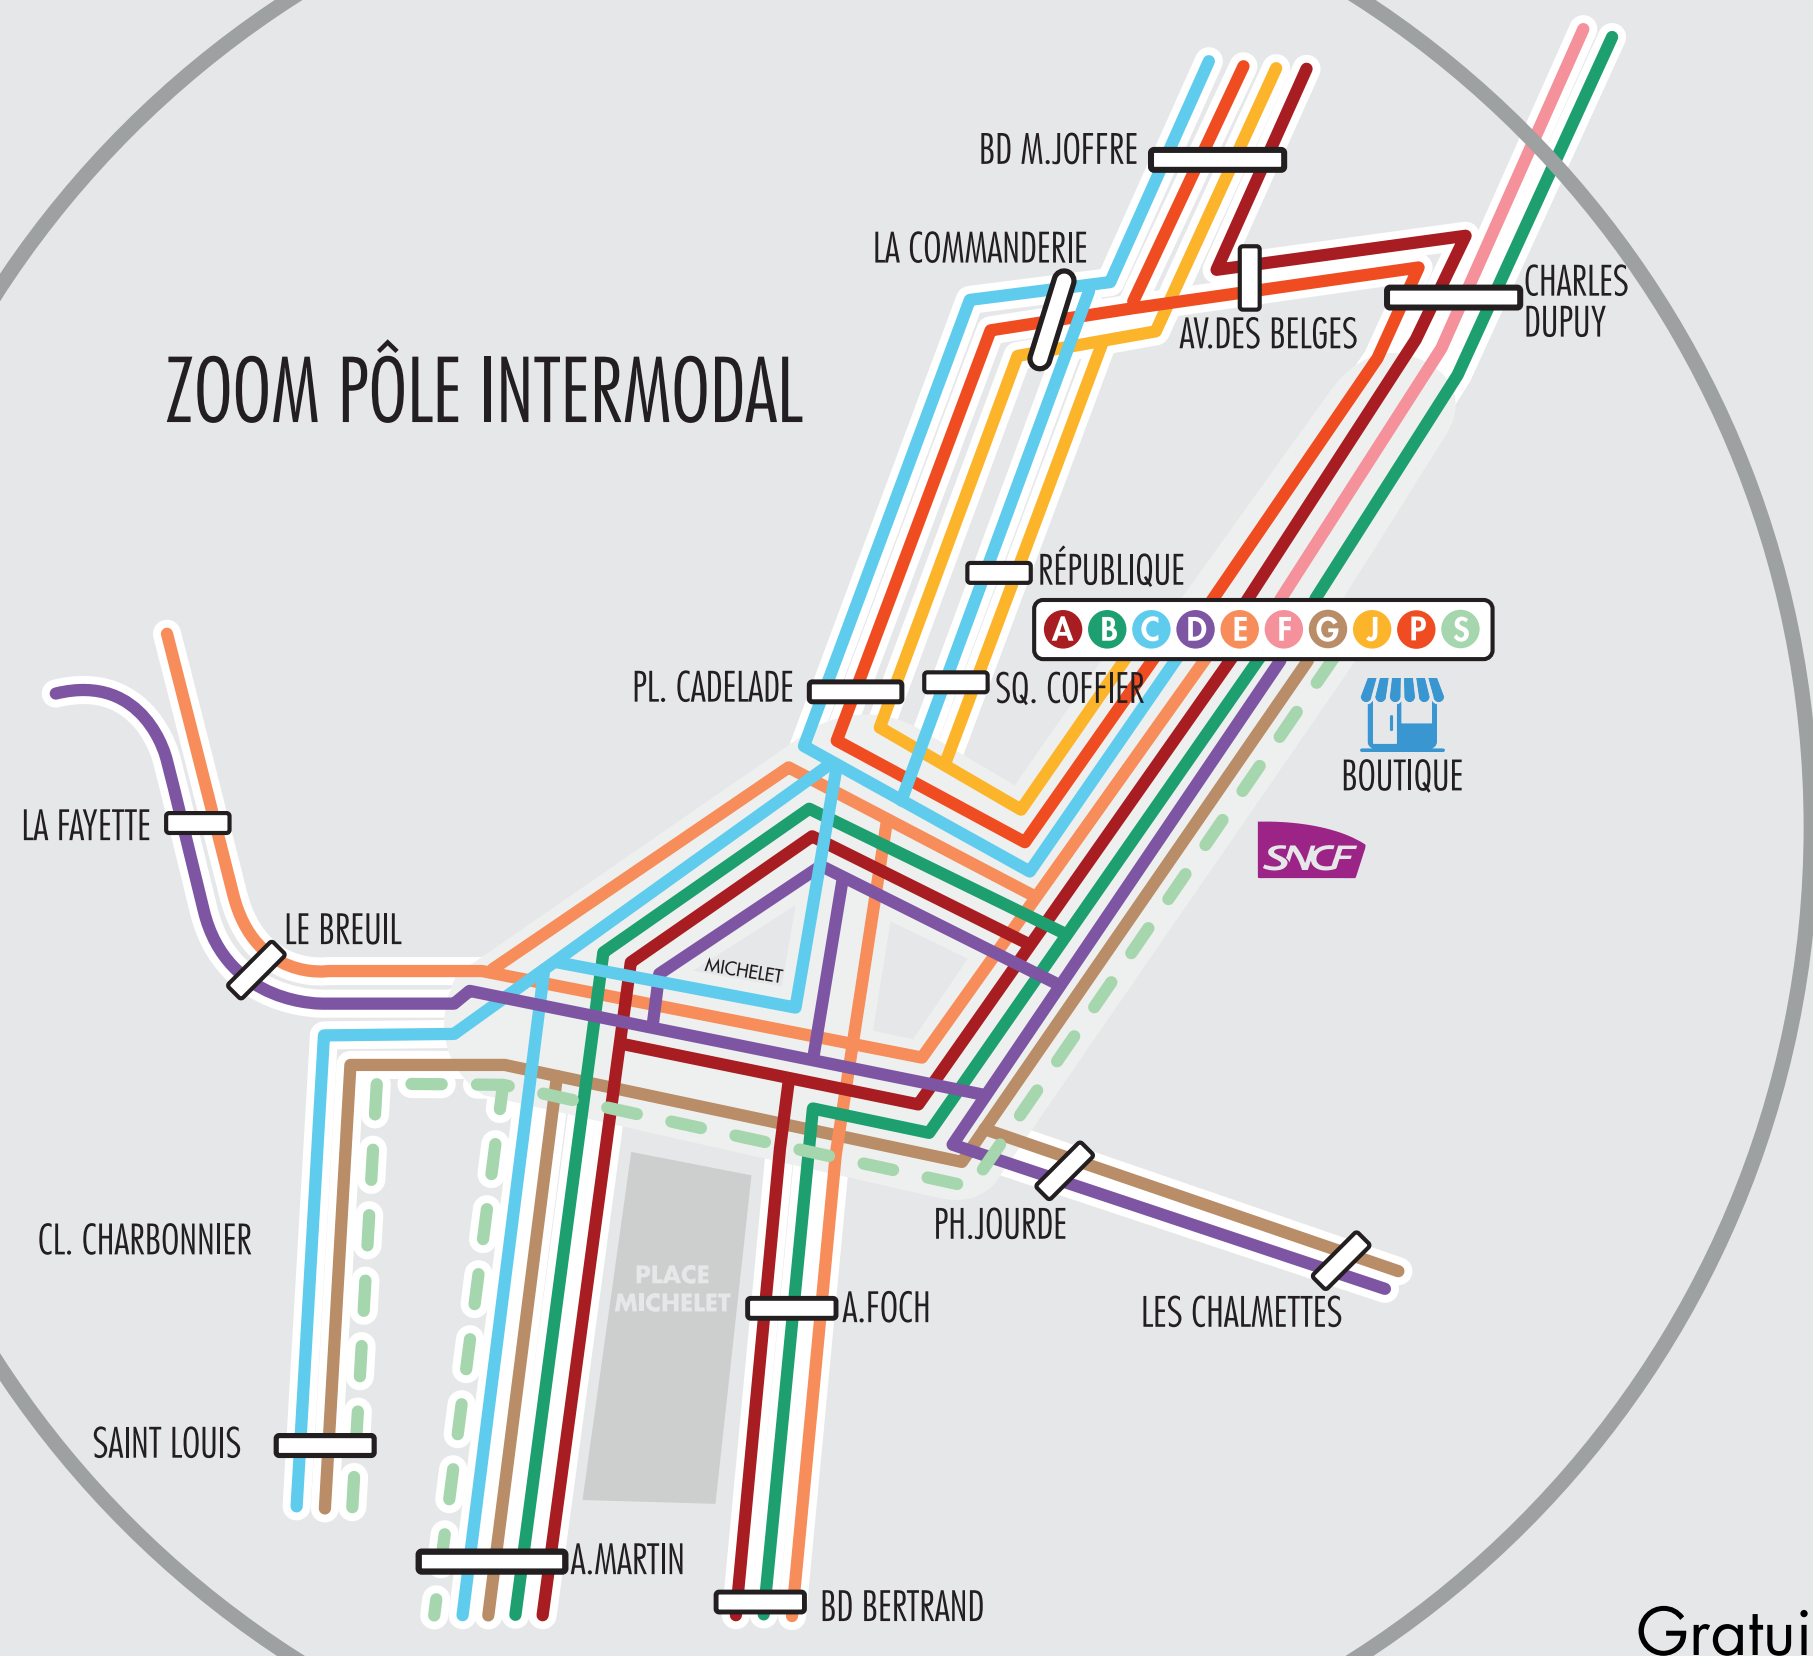 BD M.JOFFRE
LA COMMANDERIE
CHARLES
DUPUY
AV.DES BELGES
ZOOM PÔLE INTERMODAL
RÉPUBLIQUE
A B C D E F G J P S
PL. CADELADE
SQ. COFFIER
BOUTIQUE
LA FAYETTE
SNCF
LE BREUIL
MICHELET
CL. CHARBONNIER
PH.JOURDE
PLACE
MICHELET
A.FOCH
LES CHALMETTES
SAINT LOUIS
A.MARTIN
BD BERTRAND
Gratui